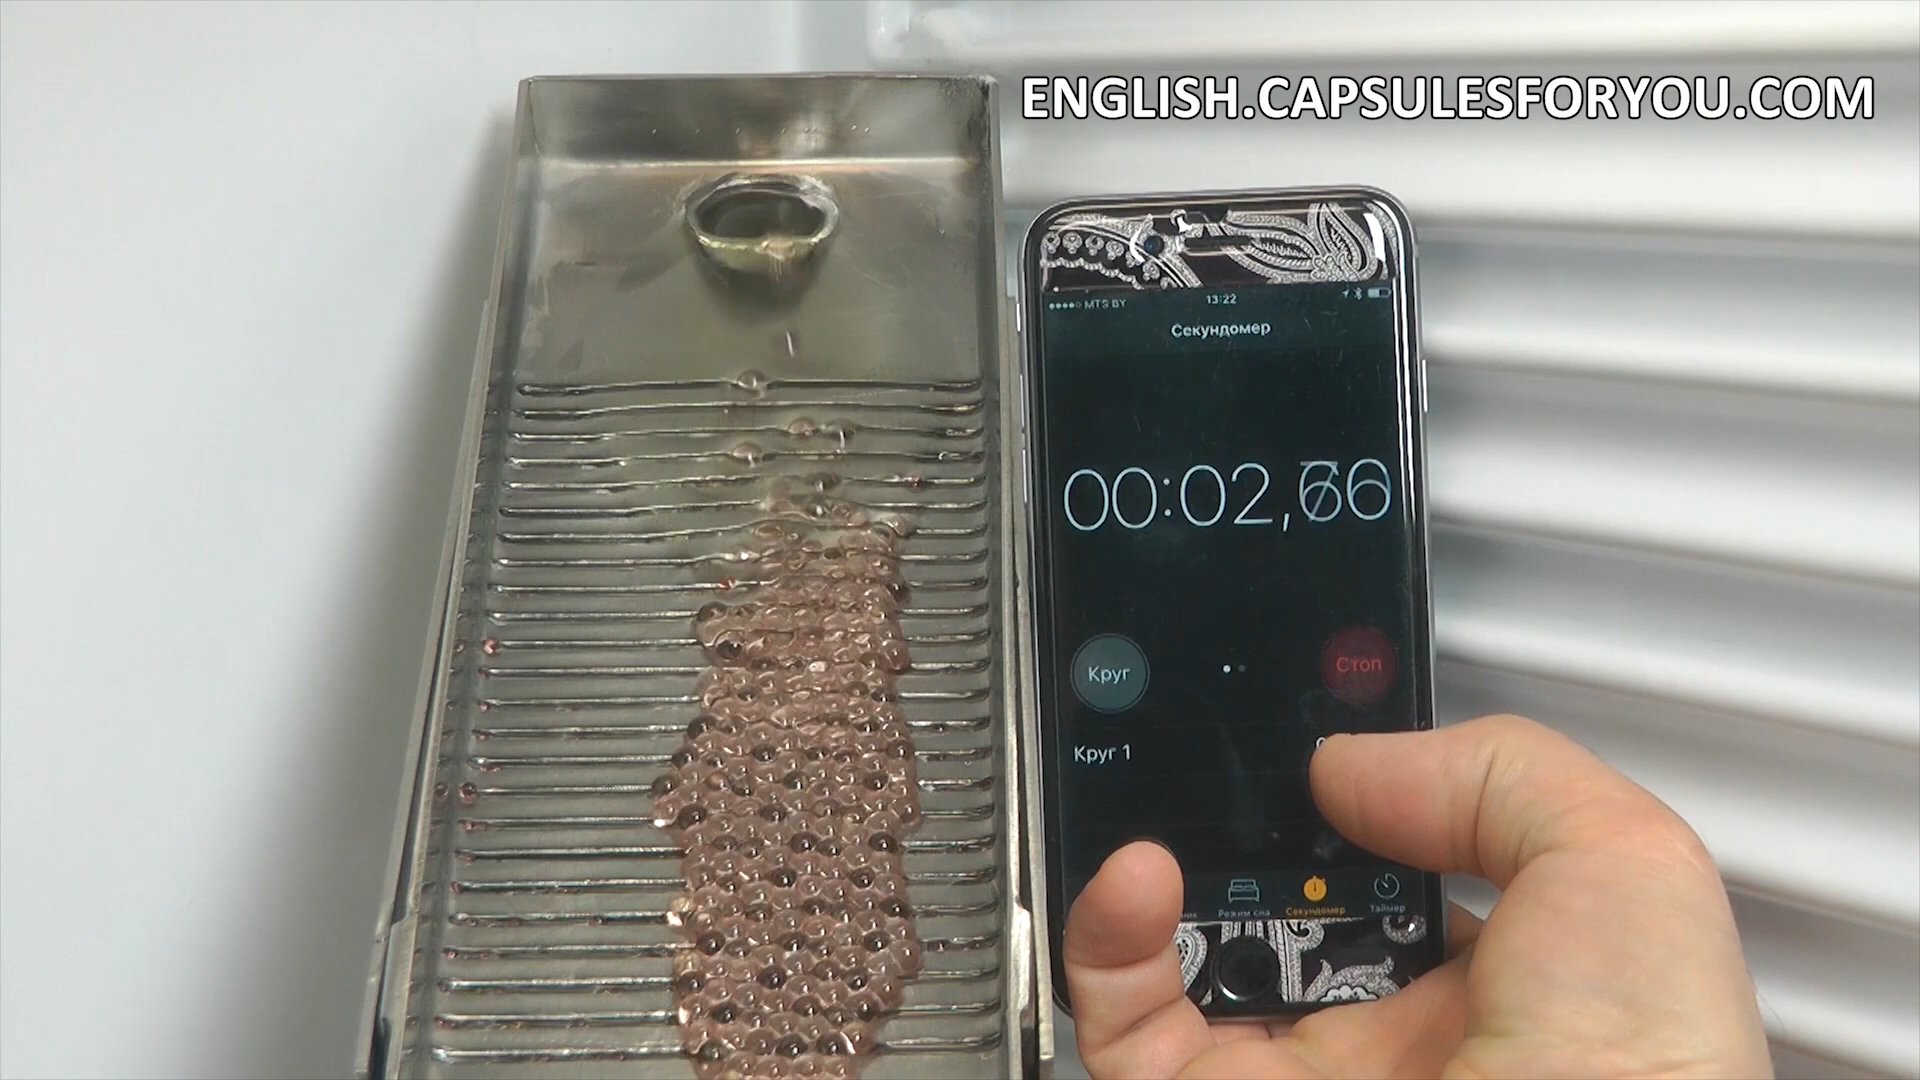 ENGLISH.CAPSULESFORYOU.COM
MTS BY 13:22
Секундомер
00:02,66
Круг Стоп
Круг 1
Режим сна Секундомер Таймер